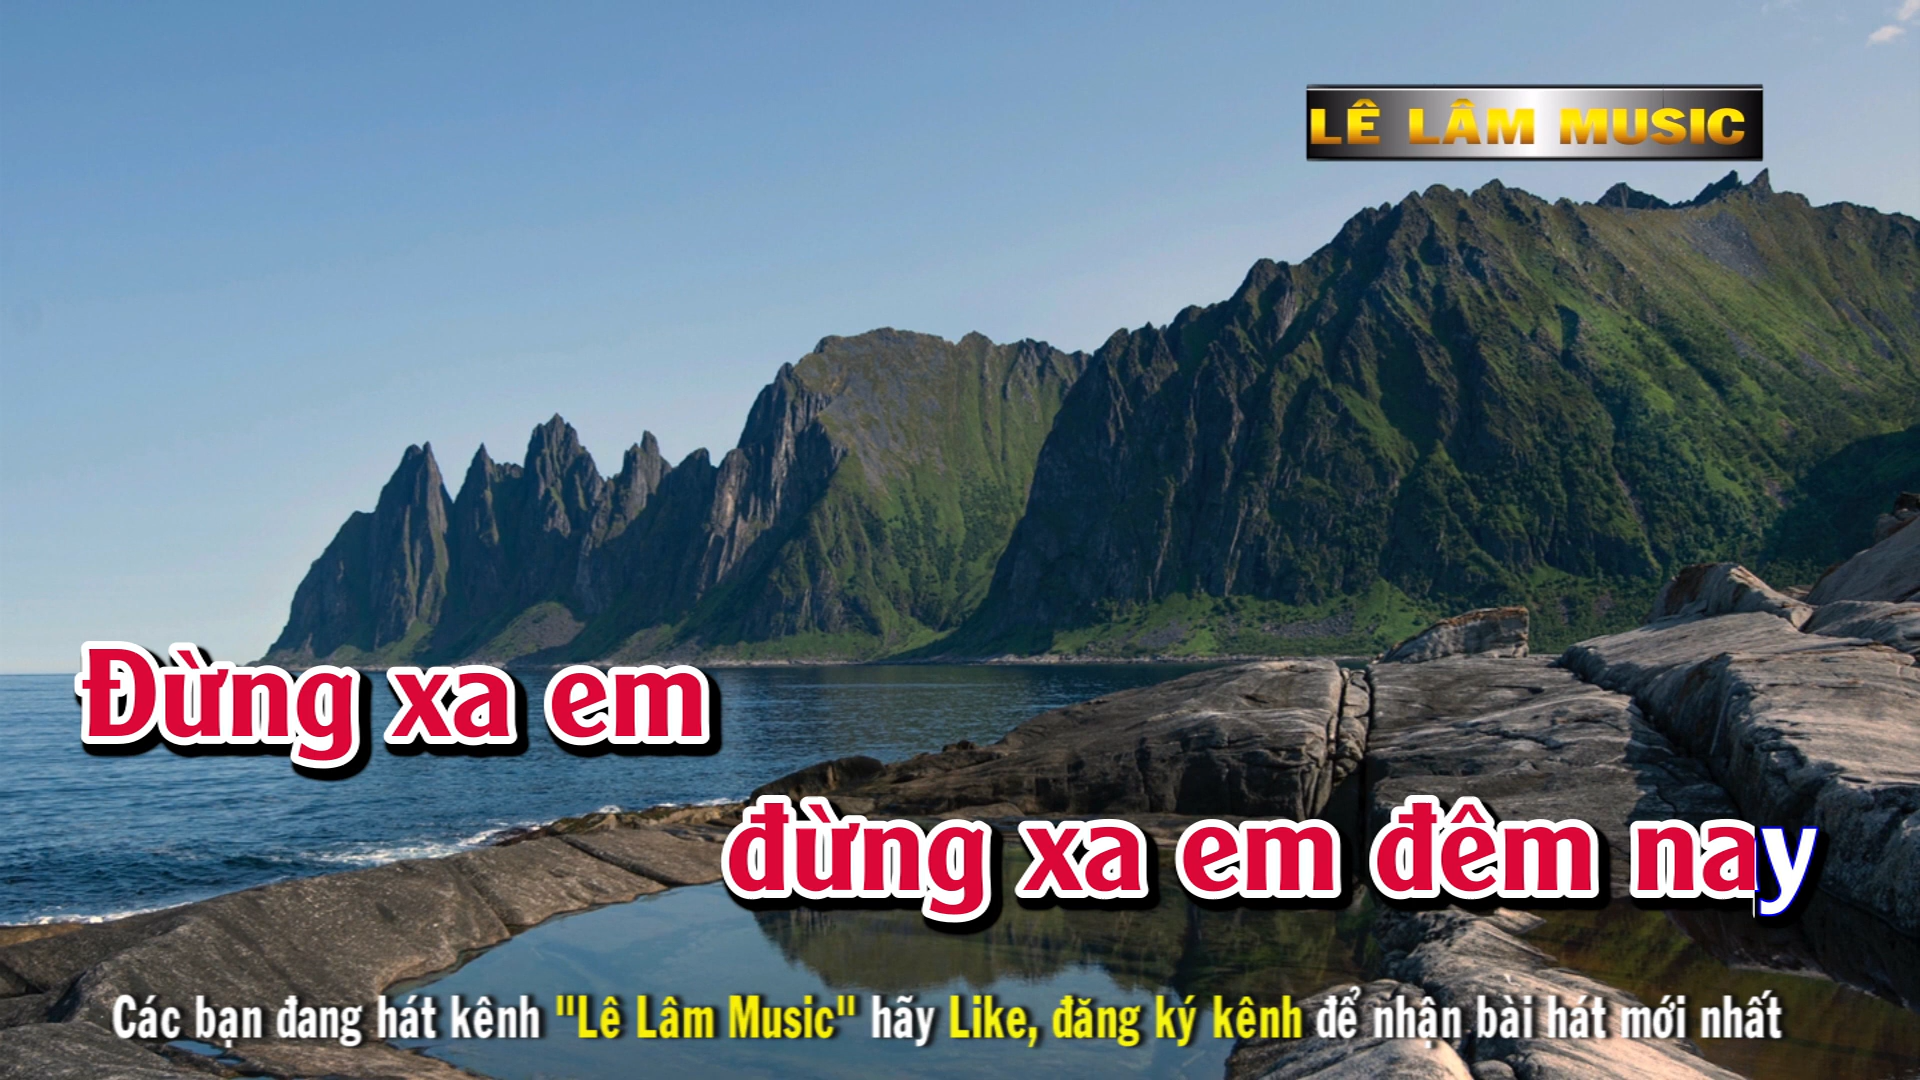 LÊ LÂM MUSIC
Đừng xa em
đừng xa em đêm nay
Các bạn đang hát kênh "Lê Lâm Music" hãy Like, đăng ký kênh để nhận bài hát mới nhất